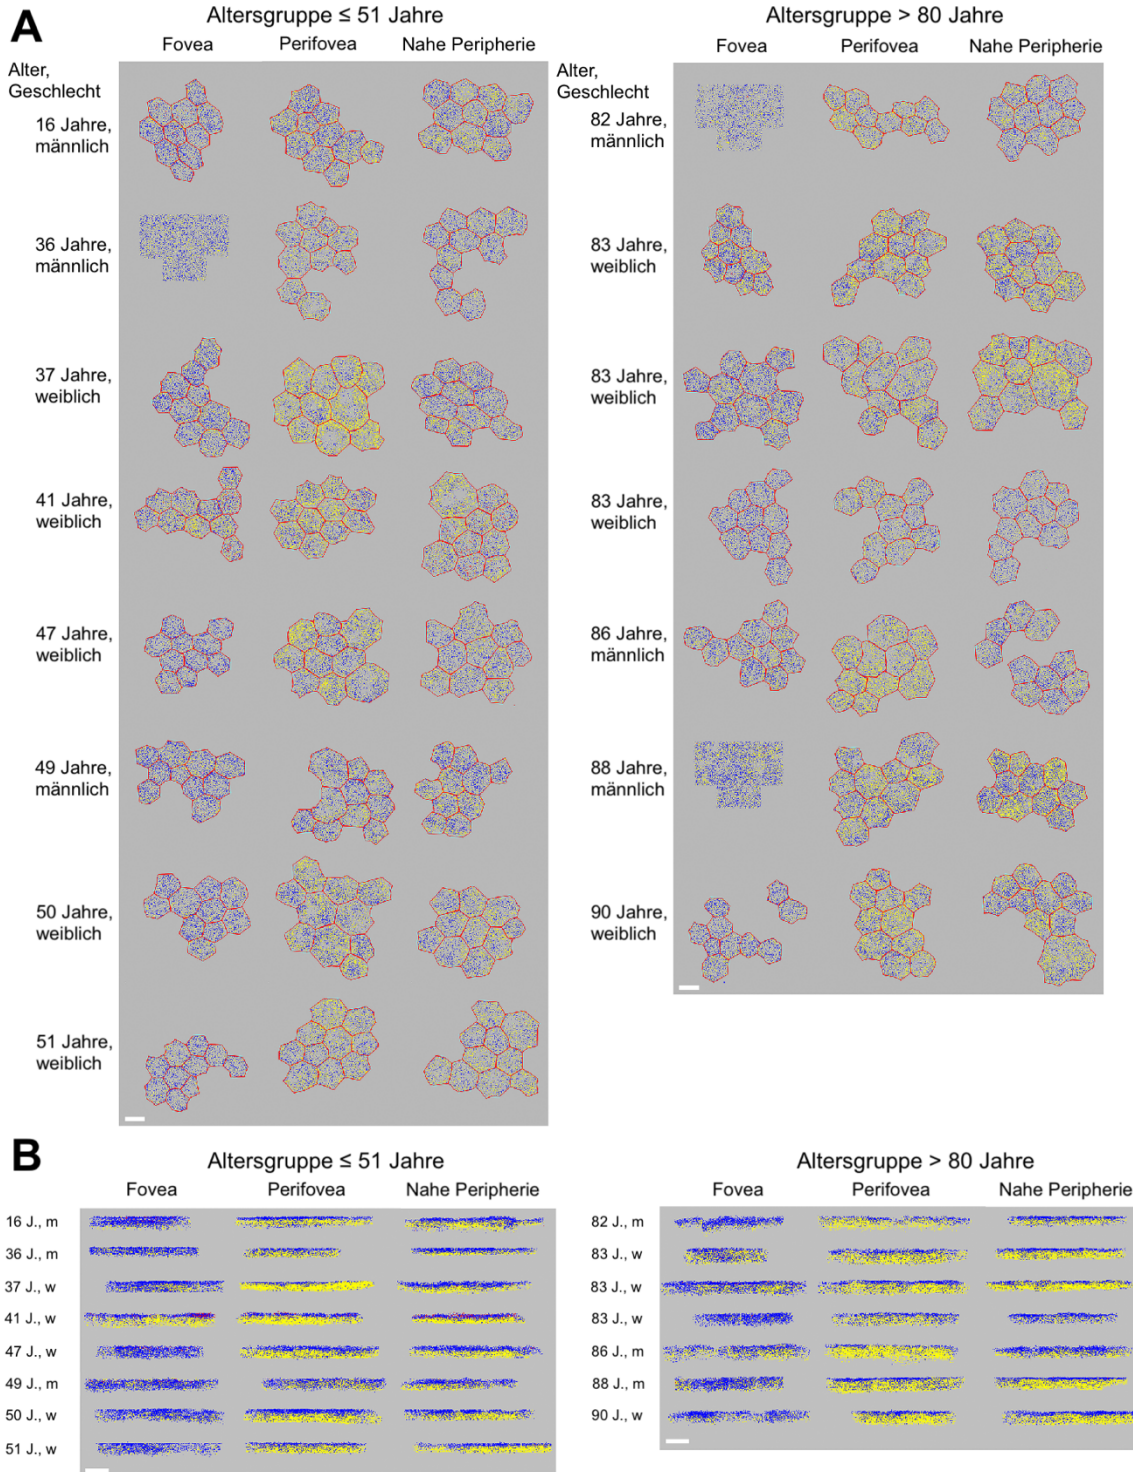 A
Altersgruppe ≤ 51 Jahre
Fovea Perifovea Nahe Peripherie
Alter,
Geschlecht
16 Jahre,
männlich
36 Jahre,
männlich
37 Jahre,
weiblich
41 Jahre,
weiblich
47 Jahre,
weiblich
49 Jahre,
männlich
50 Jahre,
weiblich
51 Jahre,
weiblich
Altersgruppe > 80 Jahre
Fovea Perifovea Nahe Peripherie
Alter,
Geschlecht
82 Jahre,
männlich
83 Jahre,
weiblich
83 Jahre,
weiblich
83 Jahre,
weiblich
86 Jahre,
männlich
88 Jahre,
männlich
90 Jahre,
weiblich
B
Altersgruppe ≤ 51 Jahre
Fovea Perifovea Nahe Peripherie
16 J., m
36 J., m
37 J., w
41 J., w
47 J., w
49 J., m
50 J., w
51 J., w
Altersgruppe > 80 Jahre
Fovea Perifovea Nahe Peripherie
82 J., m
83 J., w
83 J., w
83 J., w
86 J., m
88 J., m
90 J., w